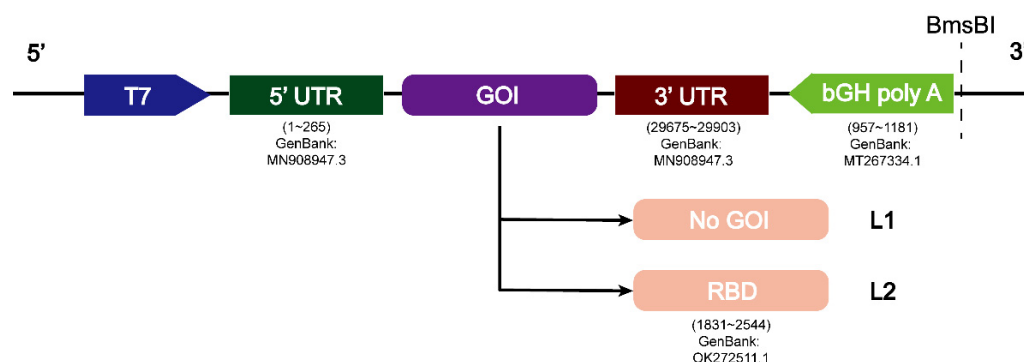 BmsBI
5' 3'
T7 5' UTR GOI 3' UTR bGH poly A
(1~265) (29675~29903) (957~1181)
GenBank: GenBank: GenBank:
MN908947.3 MN908947.3 MT267334.1
No GOI L1
RBD L2
(1831~2544)
GenBank:
OK272511.1